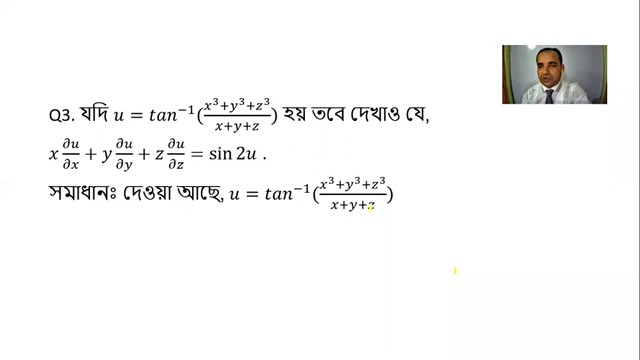 Q3. যদি u = tan⁻¹(x³+y³+z³/x+y+z) হয় তবে দেখাও যে,
x ∂u/∂x + y ∂u/∂y + z ∂u/∂z = sin 2u .
সমাধানঃ দেওয়া আছে, u = tan⁻¹(x³+y³+z³/x+y+z)